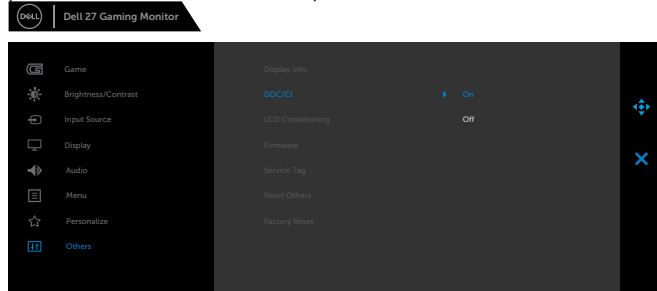 DELL
Dell 27 Gaming Monitor
Game
Display Info
Brightness/Contrast
DDC/CI
On
Input Source
LCD Conditioning
Off
Display
Firmware
Audio
Service Tag
Menu
Reset Others
Personalize
Factory Reset
Others